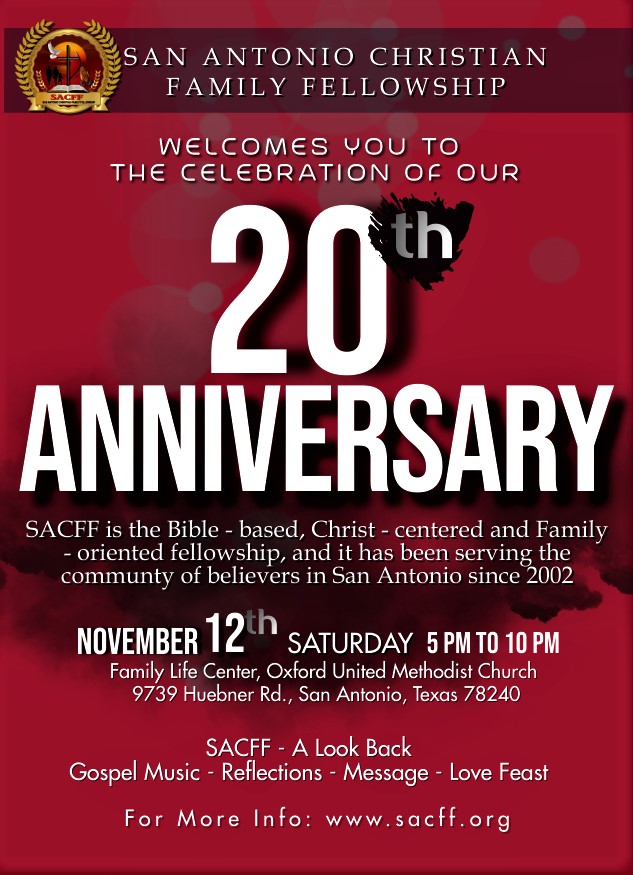 SACFF
SAN ANTONIO CHRISTIAN
FAMILY FELLOWSHIP
WELCOMES YOU TO
THE CELEBRATION OF OUR
20th
ANNIVERSARY
SACFF is the Bible - based, Christ - centered and Family
- oriented fellowship, and it has been serving the
communty of believers in San Antonio since 2002
NOVEMBER 12th SATURDAY 5 PM TO 10 PM
Family Life Center, Oxford United Methodist Church
9739 Huebner Rd., San Antonio, Texas 78240
SACFF - A Look Back
Gospel Music - Reflections - Message - Love Feast
For More Info: www.sacff.org